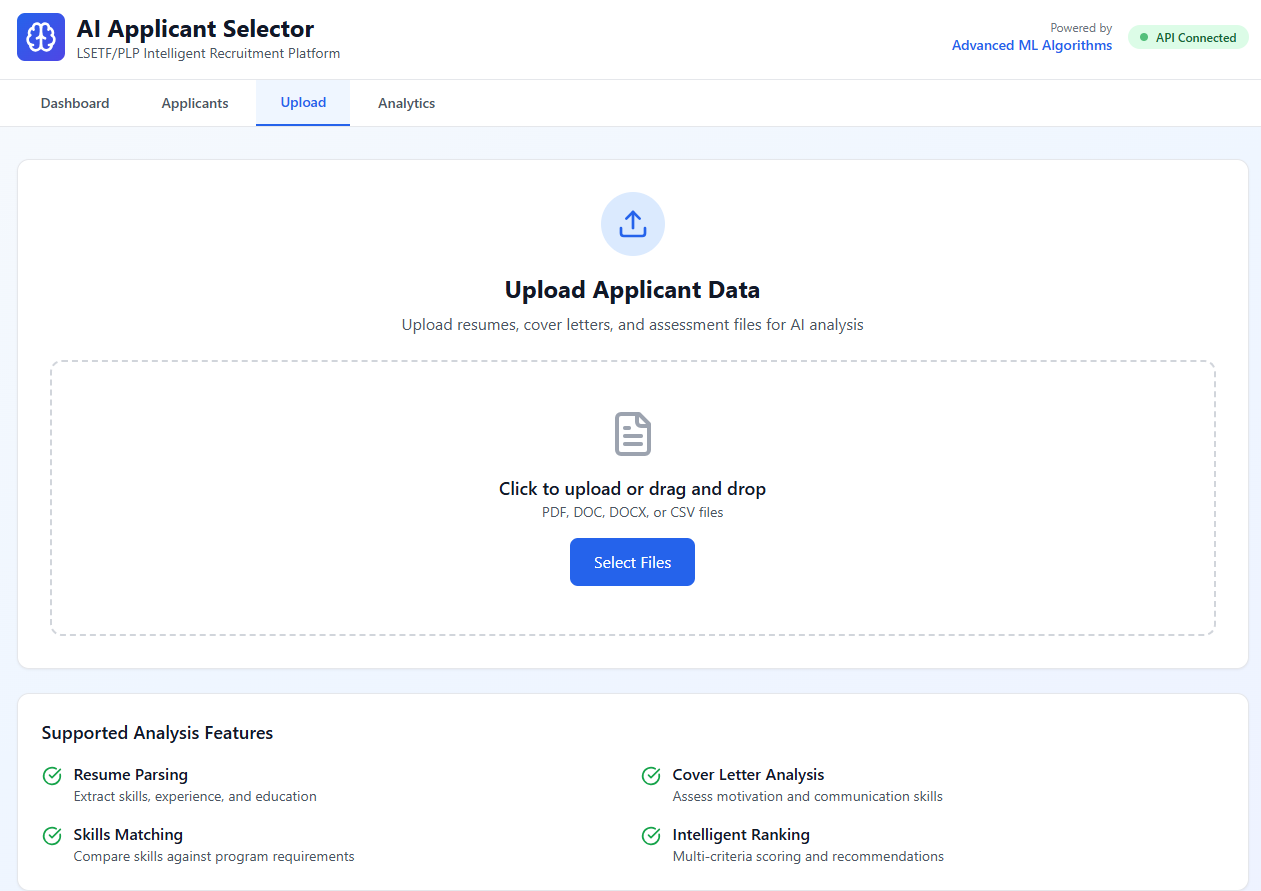 AI Applicant Selector
LSETF/PLP Intelligent Recruitment Platform
Powered by
Advanced ML Algorithms
API Connected
Dashboard
Applicants
Upload
Analytics
Upload Applicant Data
Upload resumes, cover letters, and assessment files for AI analysis
Click to upload or drag and drop
PDF, DOC, DOCX, or CSV files
Select Files
Supported Analysis Features
Resume Parsing
Extract skills, experience, and education
Cover Letter Analysis
Assess motivation and communication skills
Skills Matching
Compare skills against program requirements
Intelligent Ranking
Multi-criteria scoring and recommendations